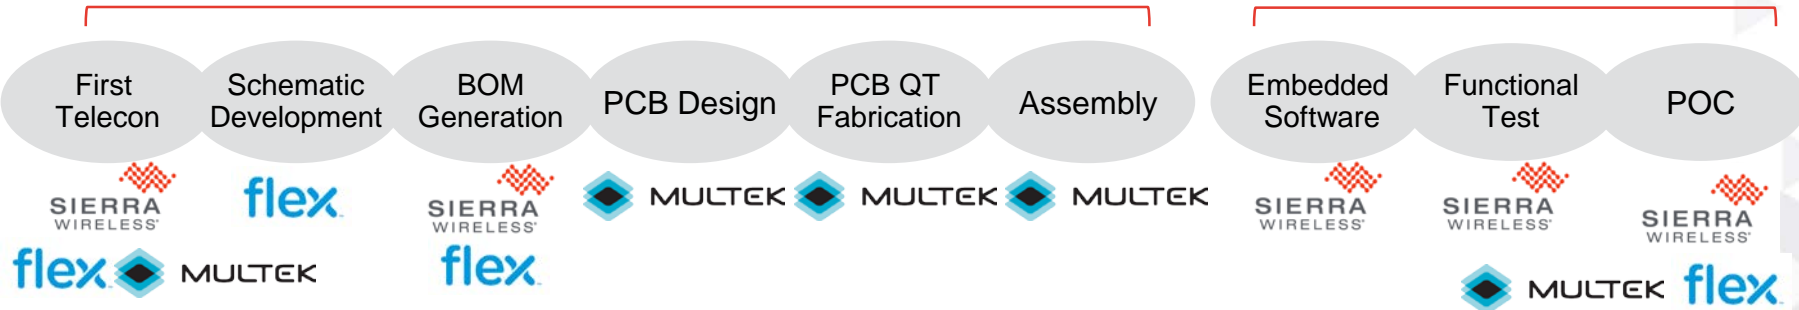 First
Telecon
Schematic
Development
BOM
Generation
PCB Design
PCB QT
Fabrication
Assembly
Embedded
Software
Functional
Test
POC
SIERRA
WIRELESS
flex
SIERRA
WIRELESS
MULTEK
MULTEK
MULTEK
SIERRA
WIRELESS
SIERRA
WIRELESS
SIERRA
WIRELESS
flex
MULTEK
flex
MULTEK
flex